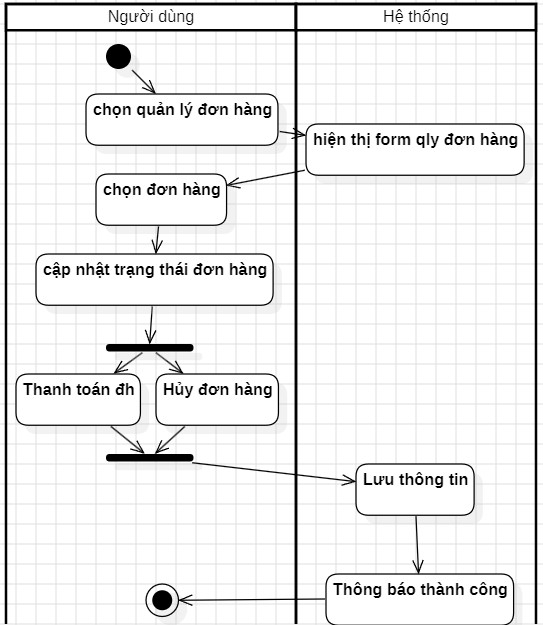 Người dùng
Hệ thống
chọn quản lý đơn hàng
hiện thị form qly đơn hàng
chọn đơn hàng
cập nhật trạng thái đơn hàng
Thanh toán đh
Hủy đơn hàng
Lưu thông tin
Thông báo thành công